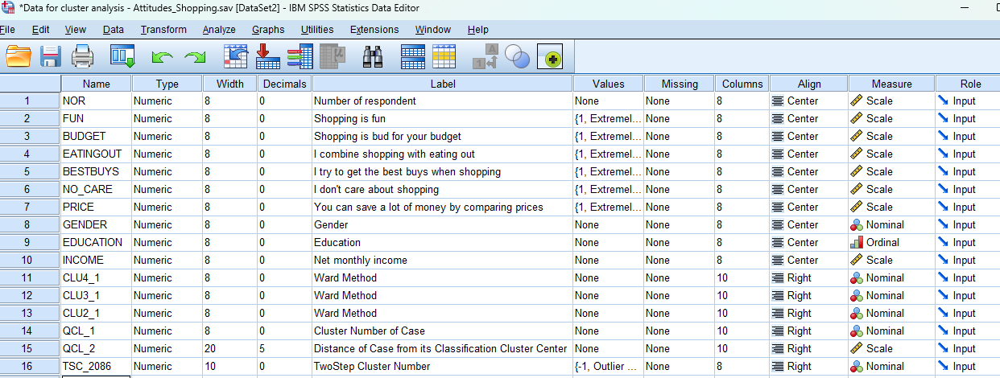 *Data for cluster analysis - Attitudes_Shopping.sav [DataSet2] - IBM SPSS Statistics Data Editor
File Edit View Data Transform Analyze Graphs Utilities Extensions Window Help
Name Type Width Decimals Label Values Missing Columns Align Measure Role
1 NOR Numeric 8 0 Number of respondent None None 8 Center Scale Input
2 FUN Numeric 8 0 Shopping is fun {1, Extremel... None 8 Center Scale Input
3 BUDGET Numeric 8 0 Shopping is bud for your budget {1, Extremel... None 8 Center Scale Input
4 EATINGOUT Numeric 8 0 I combine shopping with eating out {1, Extremel... None 8 Center Scale Input
5 BESTBUYS Numeric 8 0 I try to get the best buys when shopping {1, Extremel... None 8 Center Scale Input
6 NO_CARE Numeric 8 0 I don't care about shopping {1, Extremel... None 8 Center Scale Input
7 PRICE Numeric 8 0 You can save a lot of money by comparing prices {1, Extremel... None 8 Center Scale Input
8 GENDER Numeric 8 0 Gender None None 8 Center Nominal Input
9 EDUCATION Numeric 8 0 Education None None 8 Center Ordinal Input
10 INCOME Numeric 8 0 Net monthly income None None 8 Center Scale Input
11 CLU4_1 Numeric 8 0 Ward Method None None 10 Right Nominal Input
12 CLU3_1 Numeric 8 0 Ward Method None None 10 Right Nominal Input
13 CLU2_1 Numeric 8 0 Ward Method None None 10 Right Nominal Input
14 QCL_1 Numeric 8 0 Cluster Number of Case None None 10 Right Nominal Input
15 QCL_2 Numeric 20 5 Distance of Case from its Classification Cluster Center None None 10 Right Scale Input
16 TSC_2086 Numeric 10 0 TwoStep Cluster Number {-1, Outlier ... None 8 Right Nominal Input